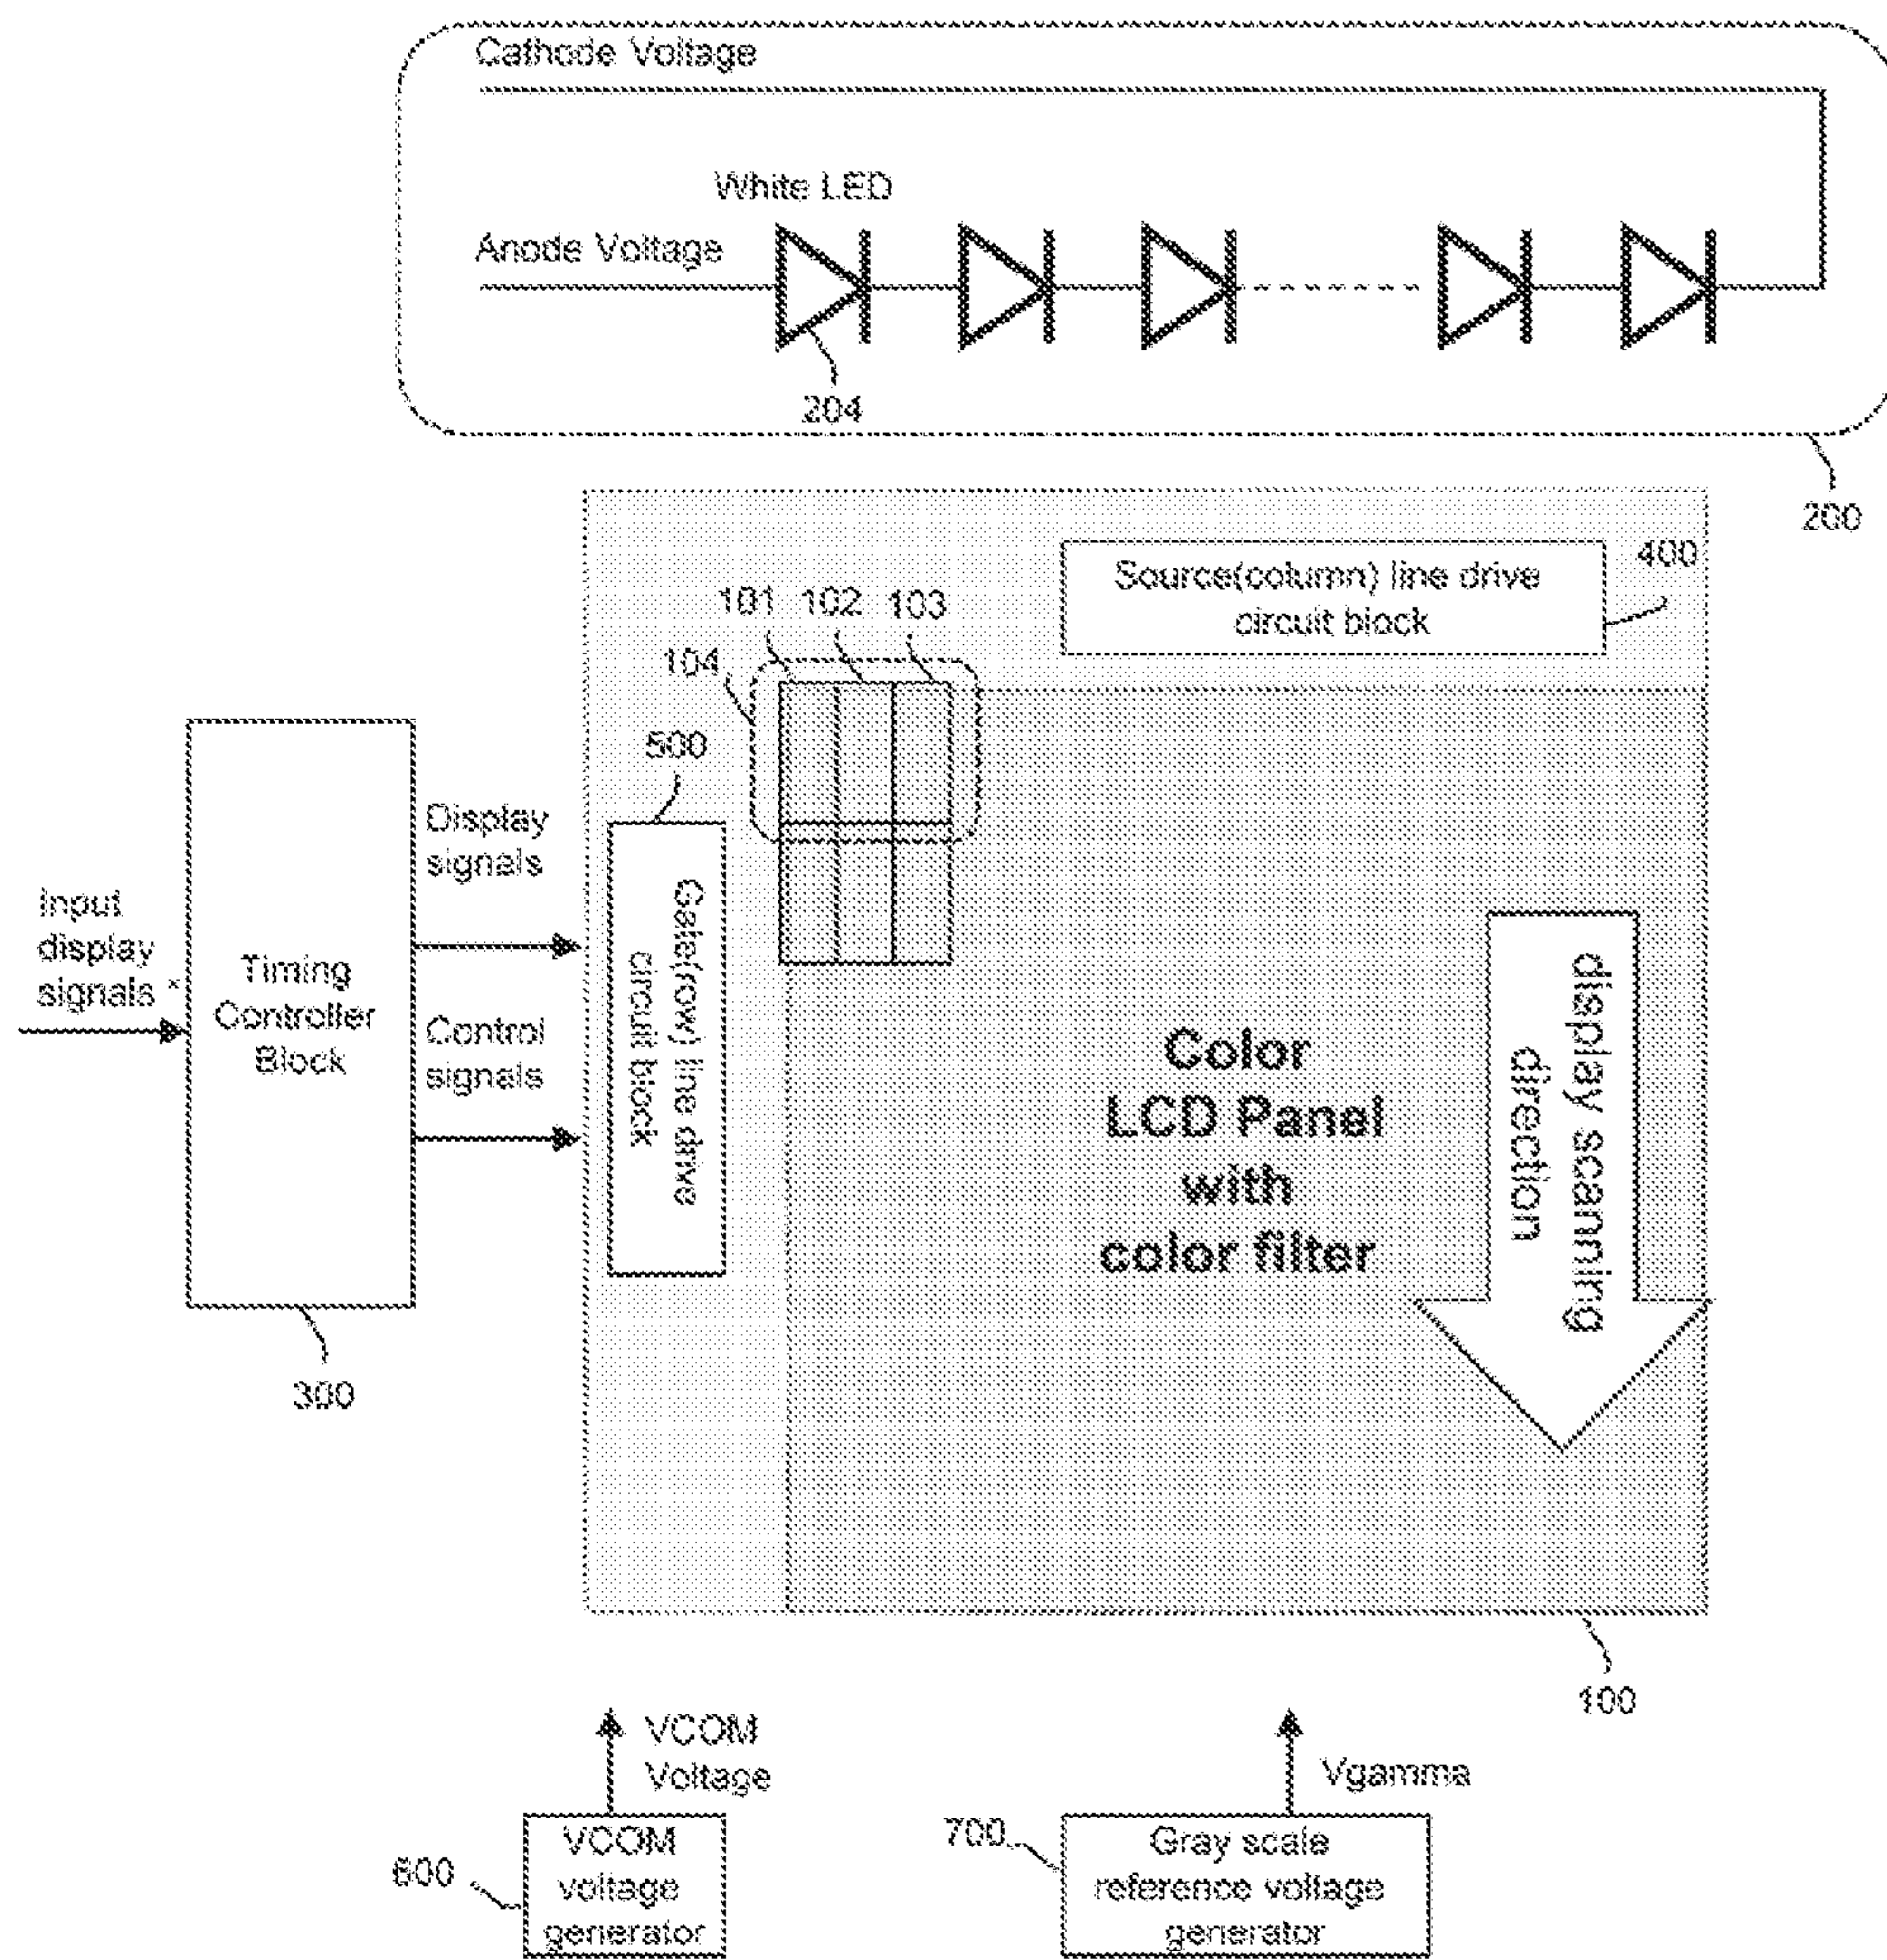 Cathode Voltage
White LED
Anode Voltage
204
200
400
Source(column) line drive
circuit block
101 102 103
104
500
Gate(row) line drive
circuit block
Display
signals
Input
display
signals
Timing
Controller
Block
Control
signals
300
Color
LCD Panel
with
color filter
display scanning
direction
100
VCOM
Voltage
Vgamma
600
VCOM
voltage
generator
700
Gray scale
reference voltage
generator